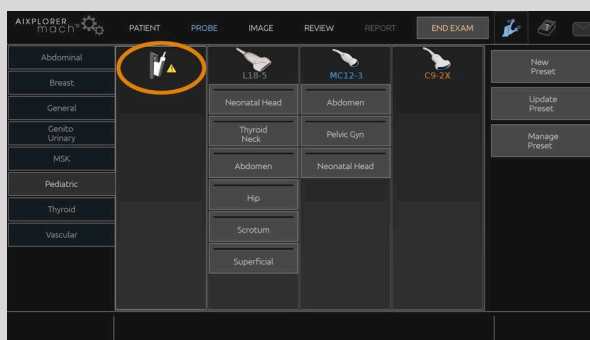 AIXPLORER
mach
PATIENT
PROBE
IMAGE
REVIEW
REPORT
END EXAM
Abdominal
Breast
General
Genito
Urinary
MSK
Pediatric
Thyroid
Vascular
L18-5
Neonatal Head
Thyroid
Neck
Abdomen
Hip
Scrotum
Superficial
MC12-3
Abdomen
Pelvic Gyn
Neonatal Head
C9-2X
New
Preset
Update
Preset
Manage
Preset